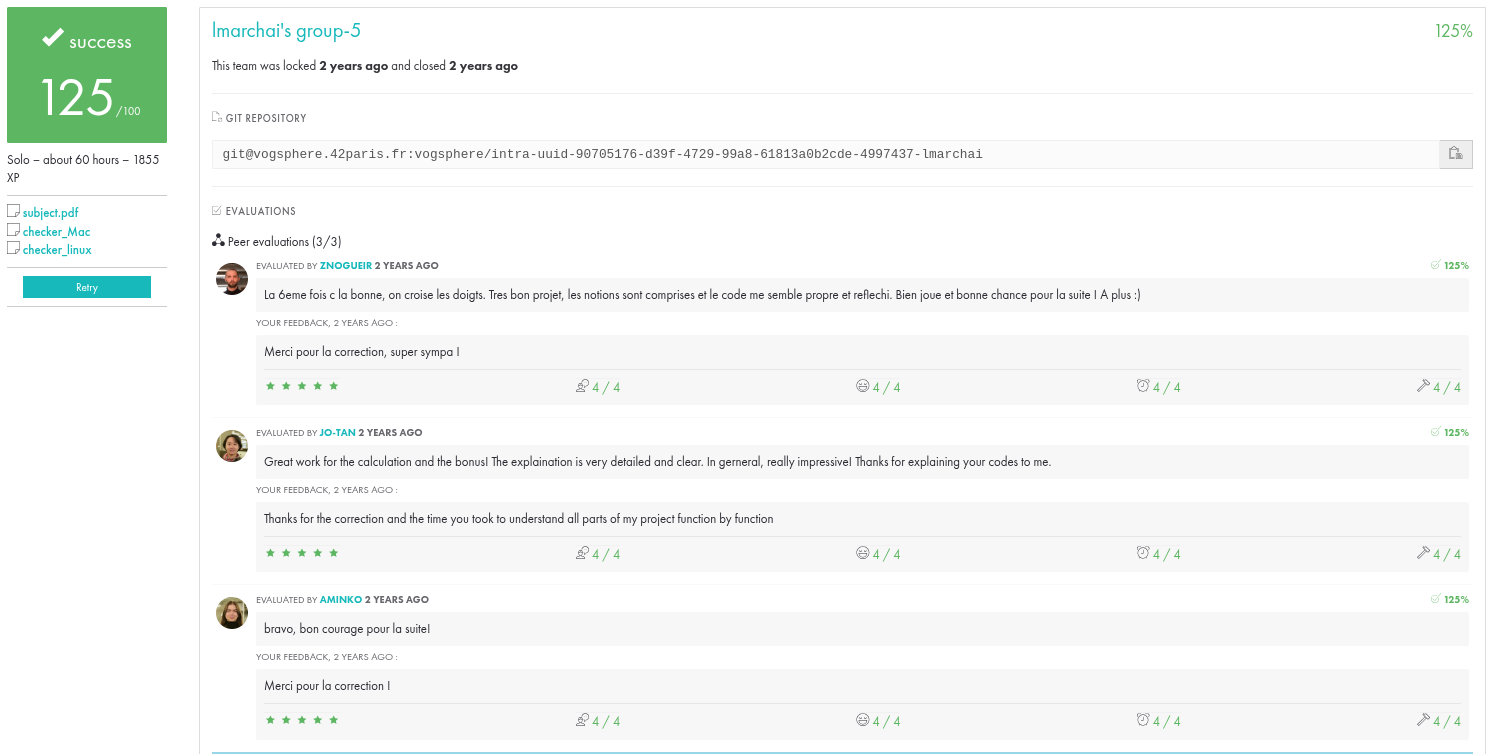 success
125 /100
Solo – about 60 hours – 1855
XP
subject.pdf
checker_Mac
checker_linux
Retry
lmarchai's group-5
125%
This team was locked 2 years ago and closed 2 years ago
GIT REPOSITORY
git@vogsphere.42paris.fr:vogsphere/intra-uuid-90705176-d39f-4729-99a8-61813a0b2cde-4997437-lmarchai
EVALUATIONS
Peer evaluations (3/3)
EVALUATED BY ZNOGUEIR 2 YEARS AGO
125%
La 6eme fois c la bonne, on croise les doigts. Tres bon projet, les notions sont comprises et le code me semble propre et reflechi. Bien joue et bonne chance pour la suite ! A plus :)
YOUR FEEDBACK, 2 YEARS AGO :
Merci pour la correction, super sympa !
4 / 4 4 / 4 4 / 4 4 / 4
EVALUATED BY JO-TAN 2 YEARS AGO
125%
Great work for the calculation and the bonus! The explaination is very detailed and clear. In gerneral, really impressive! Thanks for explaining your codes to me.
YOUR FEEDBACK, 2 YEARS AGO :
Thanks for the correction and the time you took to understand all parts of my project function by function
4 / 4 4 / 4 4 / 4 4 / 4
EVALUATED BY AMINKO 2 YEARS AGO
125%
bravo, bon courage pour la suite!
YOUR FEEDBACK, 2 YEARS AGO :
Merci pour la correction !
4 / 4 4 / 4 4 / 4 4 / 4